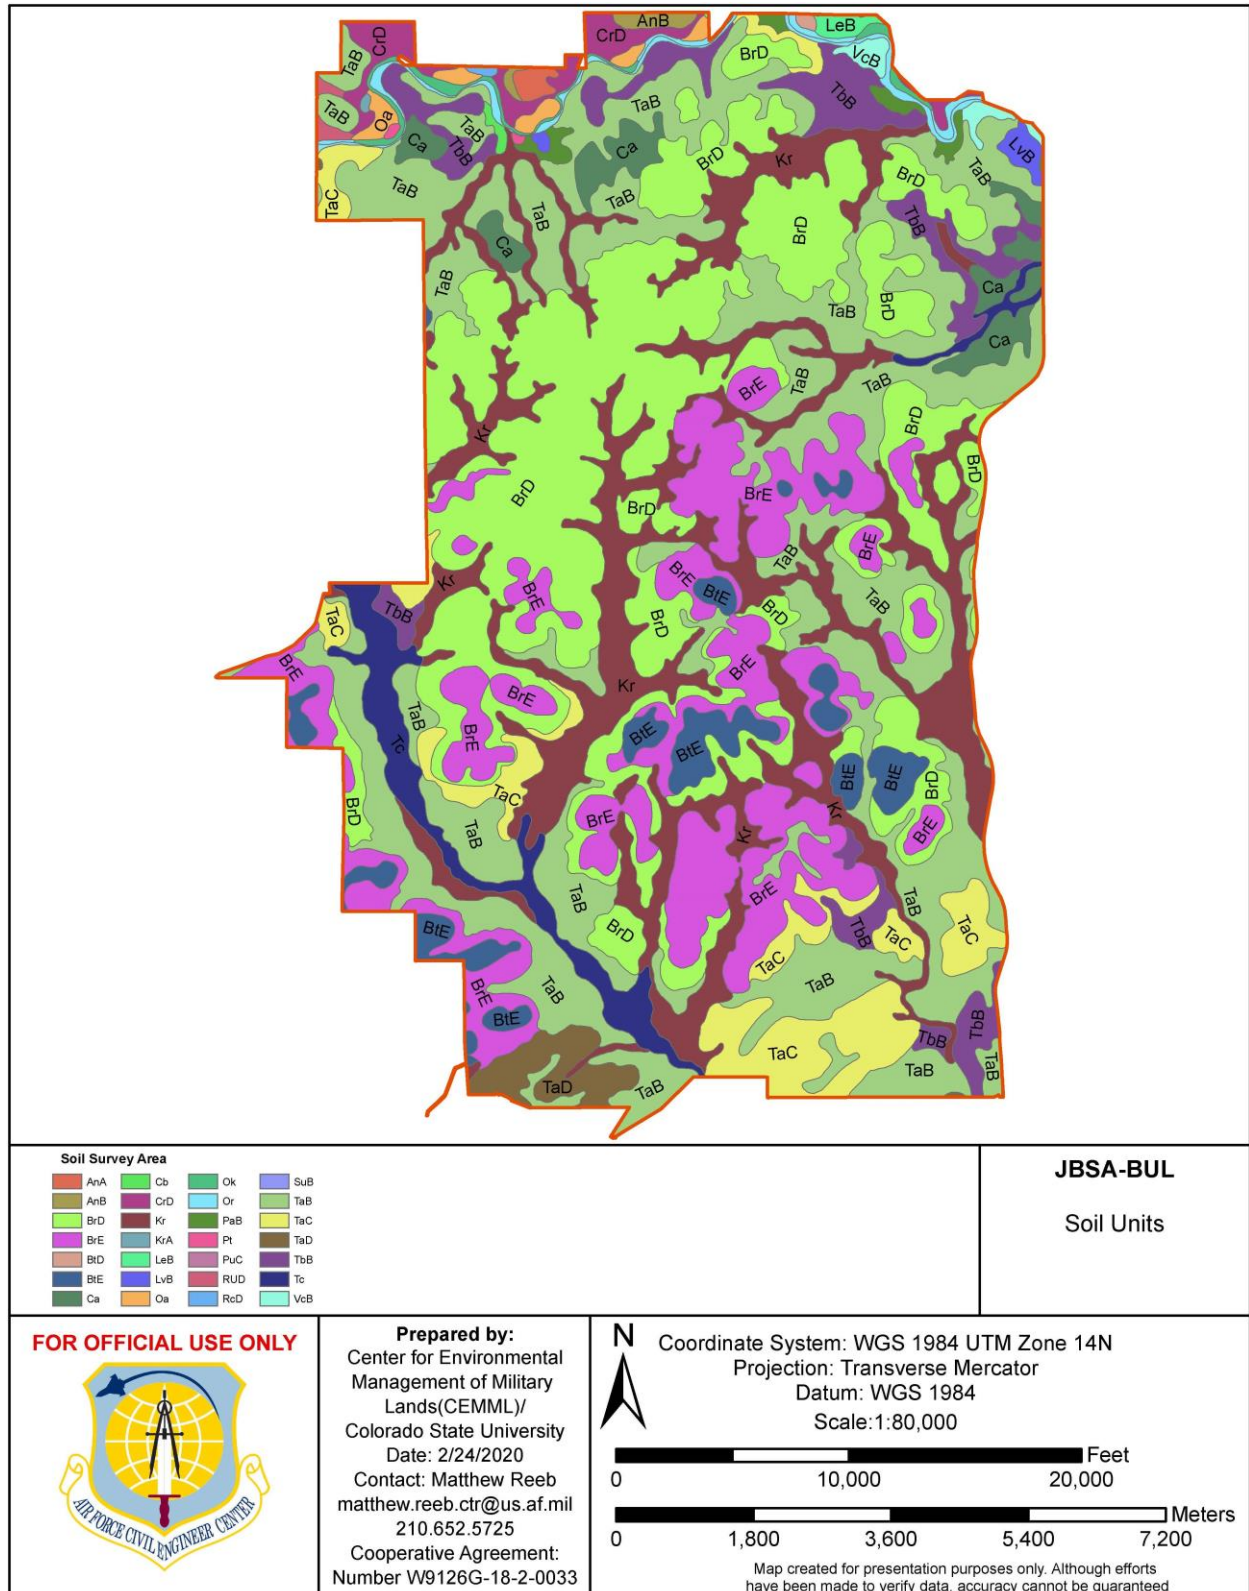 AnB
CrD
CrD
LeB
BrD
VcB
TaB
TbB
TaB
TaB
Oa
TaB
Ca
TbB
Ca
BrD
Kr
LvB
TaB
BrD
TaC
TaB
TaB
TaB
TbB
BrD
Ca
TaB
Ca
BrD
TaB
Ca
TaB
TaB
BrE
BrD
Kr
BrD
BrD
BrE
BrD
TaB
BrE
Kr
BrE
BrE
BtE
TaB
TbB
BrD
BrD
TaC
BrE
BrE
Kr
BrE
TaB
BrE
BtE
BtE
Tc
BtE
BtE
BrD
TaC
BrD
BrE
Kr
Kr
BrE
TaB
BrE
TaB
TaB
BrD
TbB
TaC
TaC
BtE
TaC
TaB
TaB
BrE
BtE
TbB
TbB
TaC
TaD
TaB
TaB
TaB
Soil Survey Area
AnA Cb Ok SuB
AnB CrD Or TaB
BrD Kr PaB TaC
BrE KrA Pt TaD
BtD LeB PuC TbB
BtE LvB RUD Tc
Ca Oa RcD VcB
JBSA-BUL
Soil Units
FOR OFFICIAL USE ONLY
AIR FORCE CIVIL ENGINEER CENTER
Prepared by:
Center for Environmental
Management of Military
Lands(CEMML)/
Colorado State University
Date: 2/24/2020
Contact: Matthew Reeb
matthew.reeb.ctr@us.af.mil
210.652.5725
Cooperative Agreement:
Number W9126G-18-2-0033
N
Coordinate System: WGS 1984 UTM Zone 14N
Projection: Transverse Mercator
Datum: WGS 1984
Scale:1:80,000
Feet
0 10,000 20,000
Meters
0 1,800 3,600 5,400 7,200
Map created for presentation purposes only. Although efforts
have been made to verify data, accuracy cannot be guaranteed